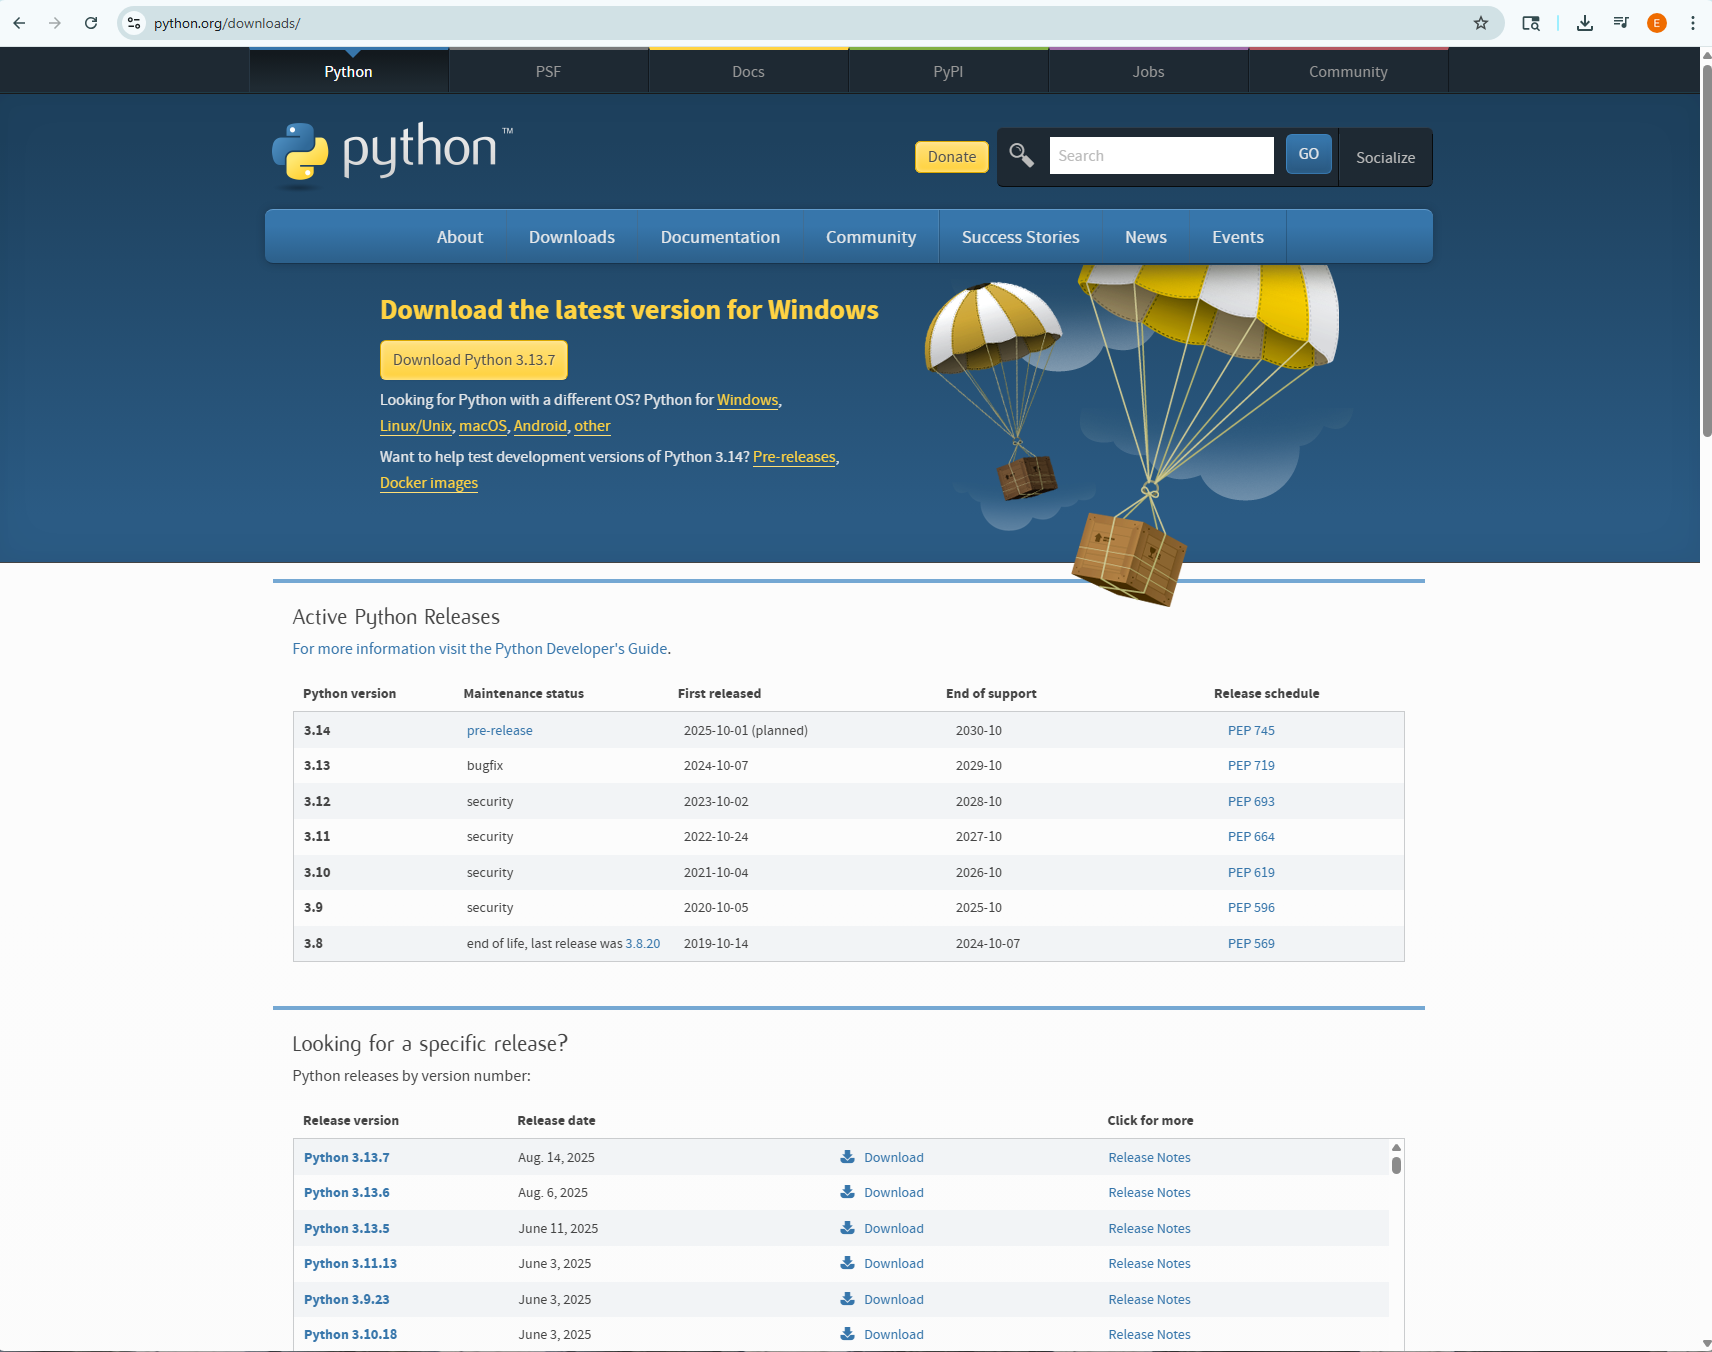 python.org/downloads/
E
Python PSF Docs PyPI Jobs Community
python™
Donate Search GO Socialize
About Downloads Documentation Community Success Stories News Events
Download the latest version for Windows
Download Python 3.13.7
Looking for Python with a different OS? Python for Windows,
Linux/Unix, macOS, Android, other
Want to help test development versions of Python 3.14? Pre-releases,
Docker images
Active Python Releases
For more information visit the Python Developer's Guide.
Python version Maintenance status First released End of support Release schedule
3.14 pre-release 2025-10-01 (planned) 2030-10 PEP 745
3.13 bugfix 2024-10-07 2029-10 PEP 719
3.12 security 2023-10-02 2028-10 PEP 693
3.11 security 2022-10-24 2027-10 PEP 664
3.10 security 2021-10-04 2026-10 PEP 619
3.9 security 2020-10-05 2025-10 PEP 596
3.8 end of life, last release was 3.8.20 2019-10-14 2024-10-07 PEP 569
Looking for a specific release?
Python releases by version number:
Release version Release date Click for more
Python 3.13.7 Aug. 14, 2025 Download Release Notes
Python 3.13.6 Aug. 6, 2025 Download Release Notes
Python 3.13.5 June 11, 2025 Download Release Notes
Python 3.11.13 June 3, 2025 Download Release Notes
Python 3.9.23 June 3, 2025 Download Release Notes
Python 3.10.18 June 3, 2025 Download Release Notes